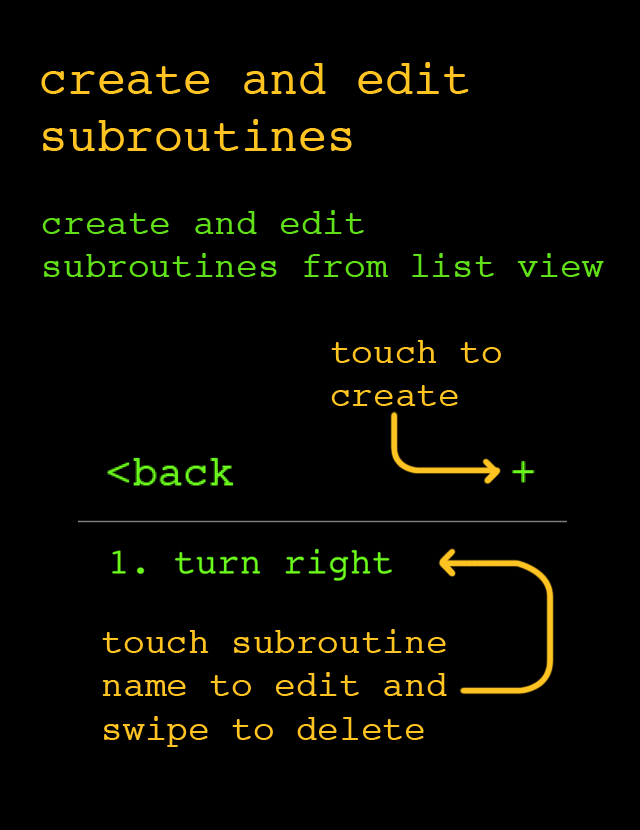 create and edit
subroutines
create and edit
subroutines from list view
touch to
create
<back +
1. turn right
touch subroutine
name to edit and
swipe to delete